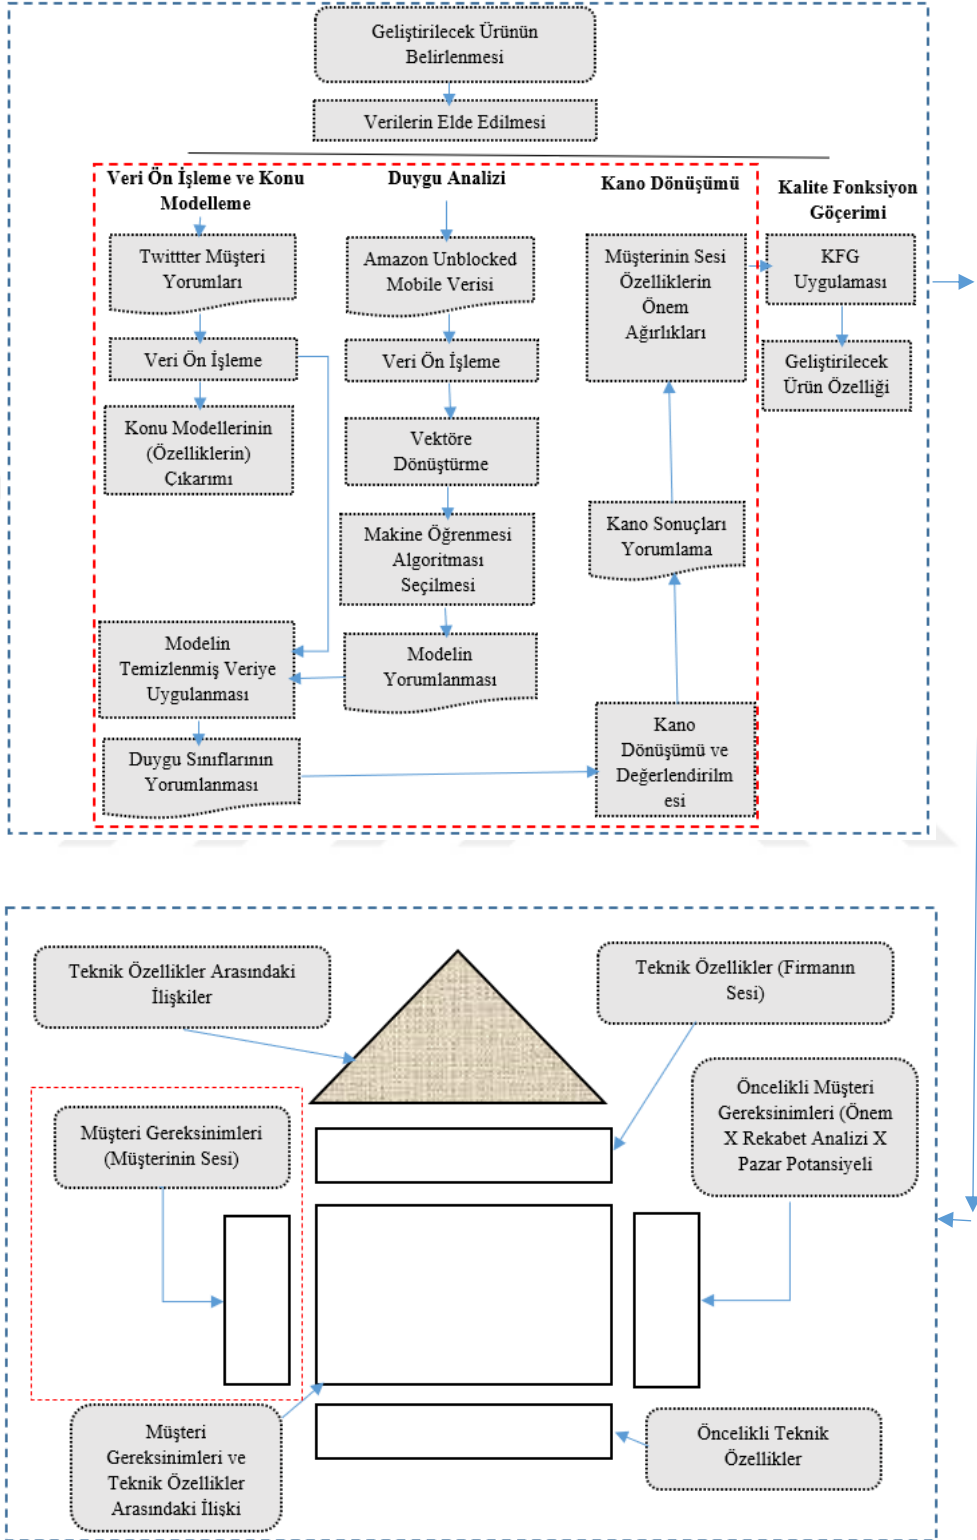 Geliştirilecek Ürünün
Belirlenmesi
Verilerin Elde Edilmesi
Veri Ön İşleme ve Konu
Modelleme
Twittter Müşteri
Yorumları
Veri Ön İşleme
Konu Modellerinin
(Özelliklerin)
Çıkarımı
Modelin
Temizlenmiş Veriye
Uygulanması
Duygu Sınıflarının
Yorumlanması
Duygu Analizi
Amazon Unblocked
Mobile Verisi
Veri Ön İşleme
Vektöre
Dönüştürme
Makine Öğrenmesi
Algoritması
Seçilmesi
Modelin
Yorumlanması
Kano Dönüşümü
Müşterinin Sesi
Özelliklerin
Önem
Ağırlıkları
Kano Sonuçları
Yorumlama
Kano
Dönüşümü ve
Değerlendirilm
esi
Kalite Fonksiyon
Göçerimi
KFG
Uygulaması
Geliştirilecek
Ürün Özelliği
Teknik Özellikler Arasındaki
İlişkiler
Teknik Özellikler (Firmanın
Sesi)
Müşteri Gereksinimleri
(Müşterinin Sesi)
Öncelikli Müşteri
Gereksinimleri (Önem
X Rekabet Analizi X
Pazar Potansiyeli
Müşteri
Gereksinimleri ve
Teknik Özellikler
Arasındaki İlişki
Öncelikli Teknik
Özellikler